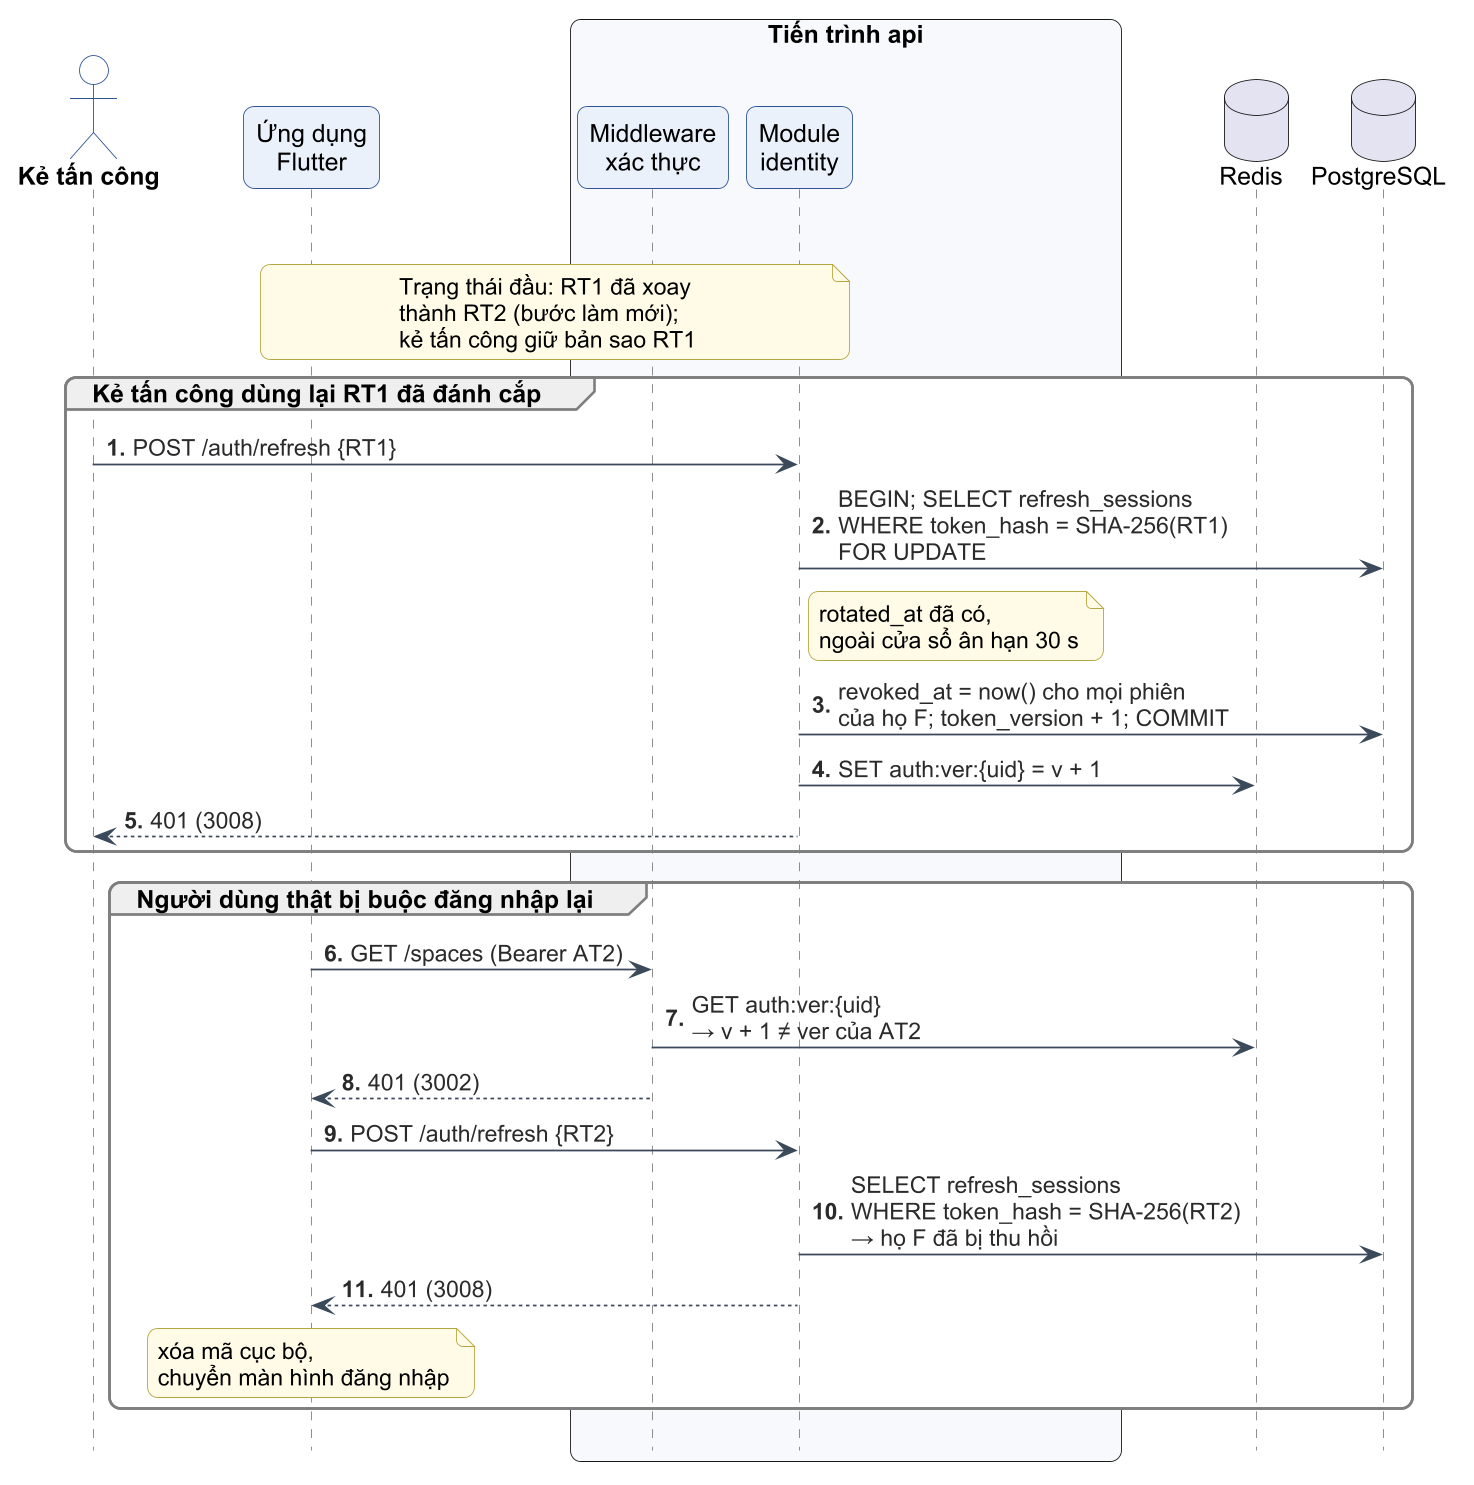 Tiến trình api
Kẻ tấn công
Ứng dụng
Flutter
Middleware
xác thực
Module
identity
Redis
PostgreSQL
Trạng thái đầu: RT1 đã xoay
thành RT2 (bước làm mới);
kẻ tấn công giữ bản sao RT1
Kẻ tấn công dùng lại RT1 đã đánh cắp
1. POST /auth/refresh {RT1}
BEGIN; SELECT refresh_sessions
2. WHERE token_hash = SHA-256(RT1)
FOR UPDATE
rotated_at đã có,
ngoài cửa sổ ân hạn 30 s
3. revoked_at = now() cho mọi phiên
của họ F; token_version + 1; COMMIT
4. SET auth:ver:{uid} = v + 1
5. 401 (3008)
Người dùng thật bị buộc đăng nhập lại
6. GET /spaces (Bearer AT2)
7. GET auth:ver:{uid}
→ v + 1 ≠ ver của AT2
8. 401 (3002)
9. POST /auth/refresh {RT2}
SELECT refresh_sessions
10. WHERE token_hash = SHA-256(RT2)
→ họ F đã bị thu hồi
11. 401 (3008)
xóa mã cục bộ,
chuyển màn hình đăng nhập